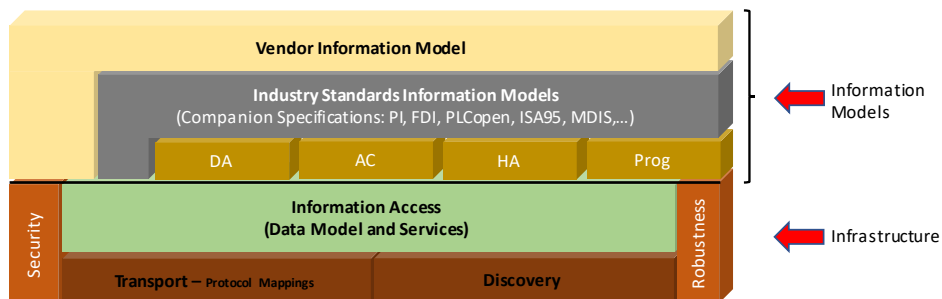 Vendor Information Model
Industry Standards Information Models
(Companion Specifications: PI, FDI, PLCopen, ISA95, MDIS,...)
DA
AC
HA
Prog
Information
Models
Security
Information Access
(Data Model and Services)
Robustness
Infrastructure
Transport – Protocol Mappings
Discovery